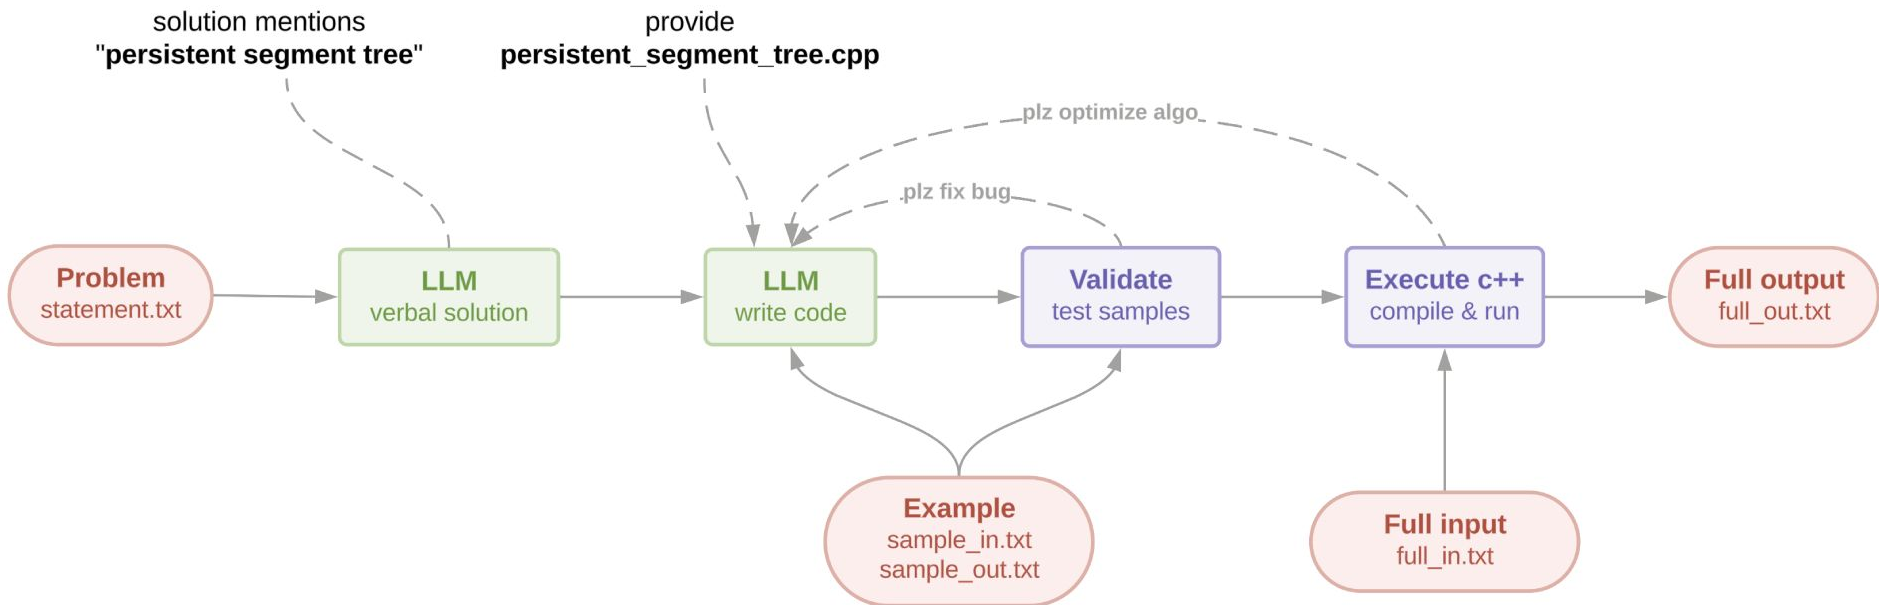 solution mentions
"persistent segment tree"
provide
persistent_segment_tree.cpp
plz optimize algo
plz fix bug
Problem
statement.txt
LLM
verbal solution
LLM
write code
Validate
test samples
Execute c++
compile & run
Full output
full_out.txt
Example
sample_in.txt
sample_out.txt
Full input
full_in.txt